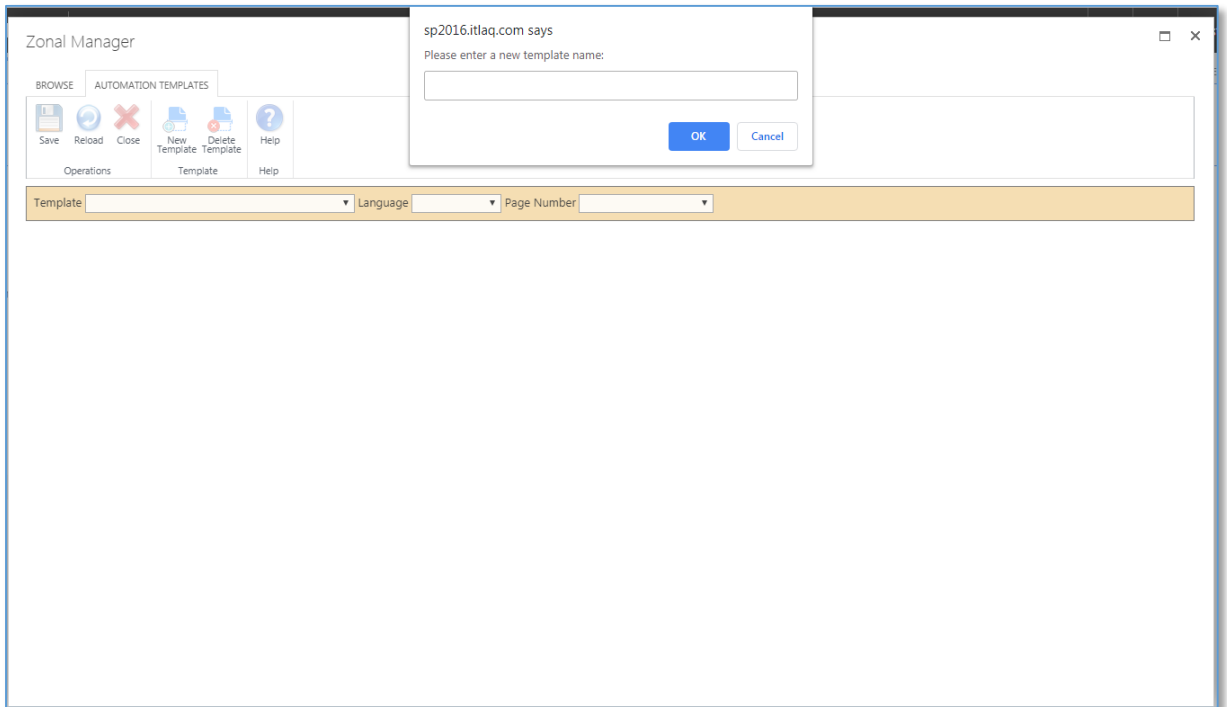 Zonal Manager
sp2016.itlaq.com says
Please enter a new template name:
OK Cancel
BROWSE AUTOMATION TEMPLATES
Save Reload Close New Template Delete Template Help
Operations Template Help
Template Language Page Number